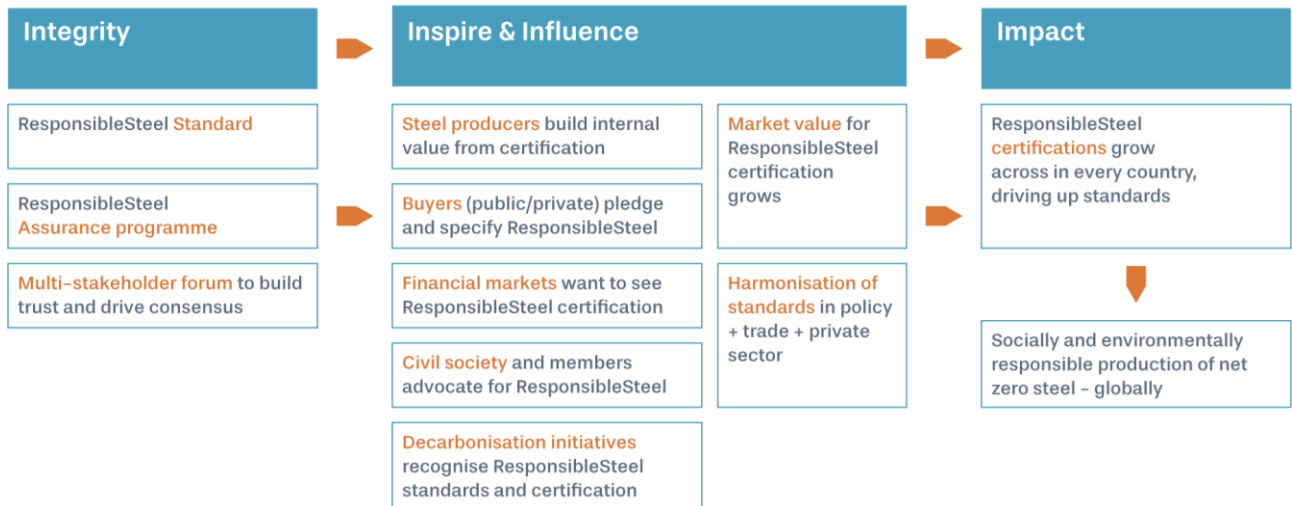 Integrity
ResponsibleSteel Standard
ResponsibleSteel
Assurance programme
Multi-stakeholder forum to build
trust and drive consensus
Inspire & Influence
Steel producers build internal
value from certification
Buyers (public/private) pledge
and specify ResponsibleSteel
Financial markets want to see
ResponsibleSteel certification
Civil society and members
advocate for ResponsibleSteel
Decarbonisation initiatives
recognise ResponsibleSteel
standards and certification
Market value for
ResponsibleSteel
certification
grows
Harmonisation of
standards in policy
+ trade + private
sector
Impact
ResponsibleSteel
certifications grow
across in every country,
driving up standards
Socially and environmentally
responsible production of net
zero steel - globally